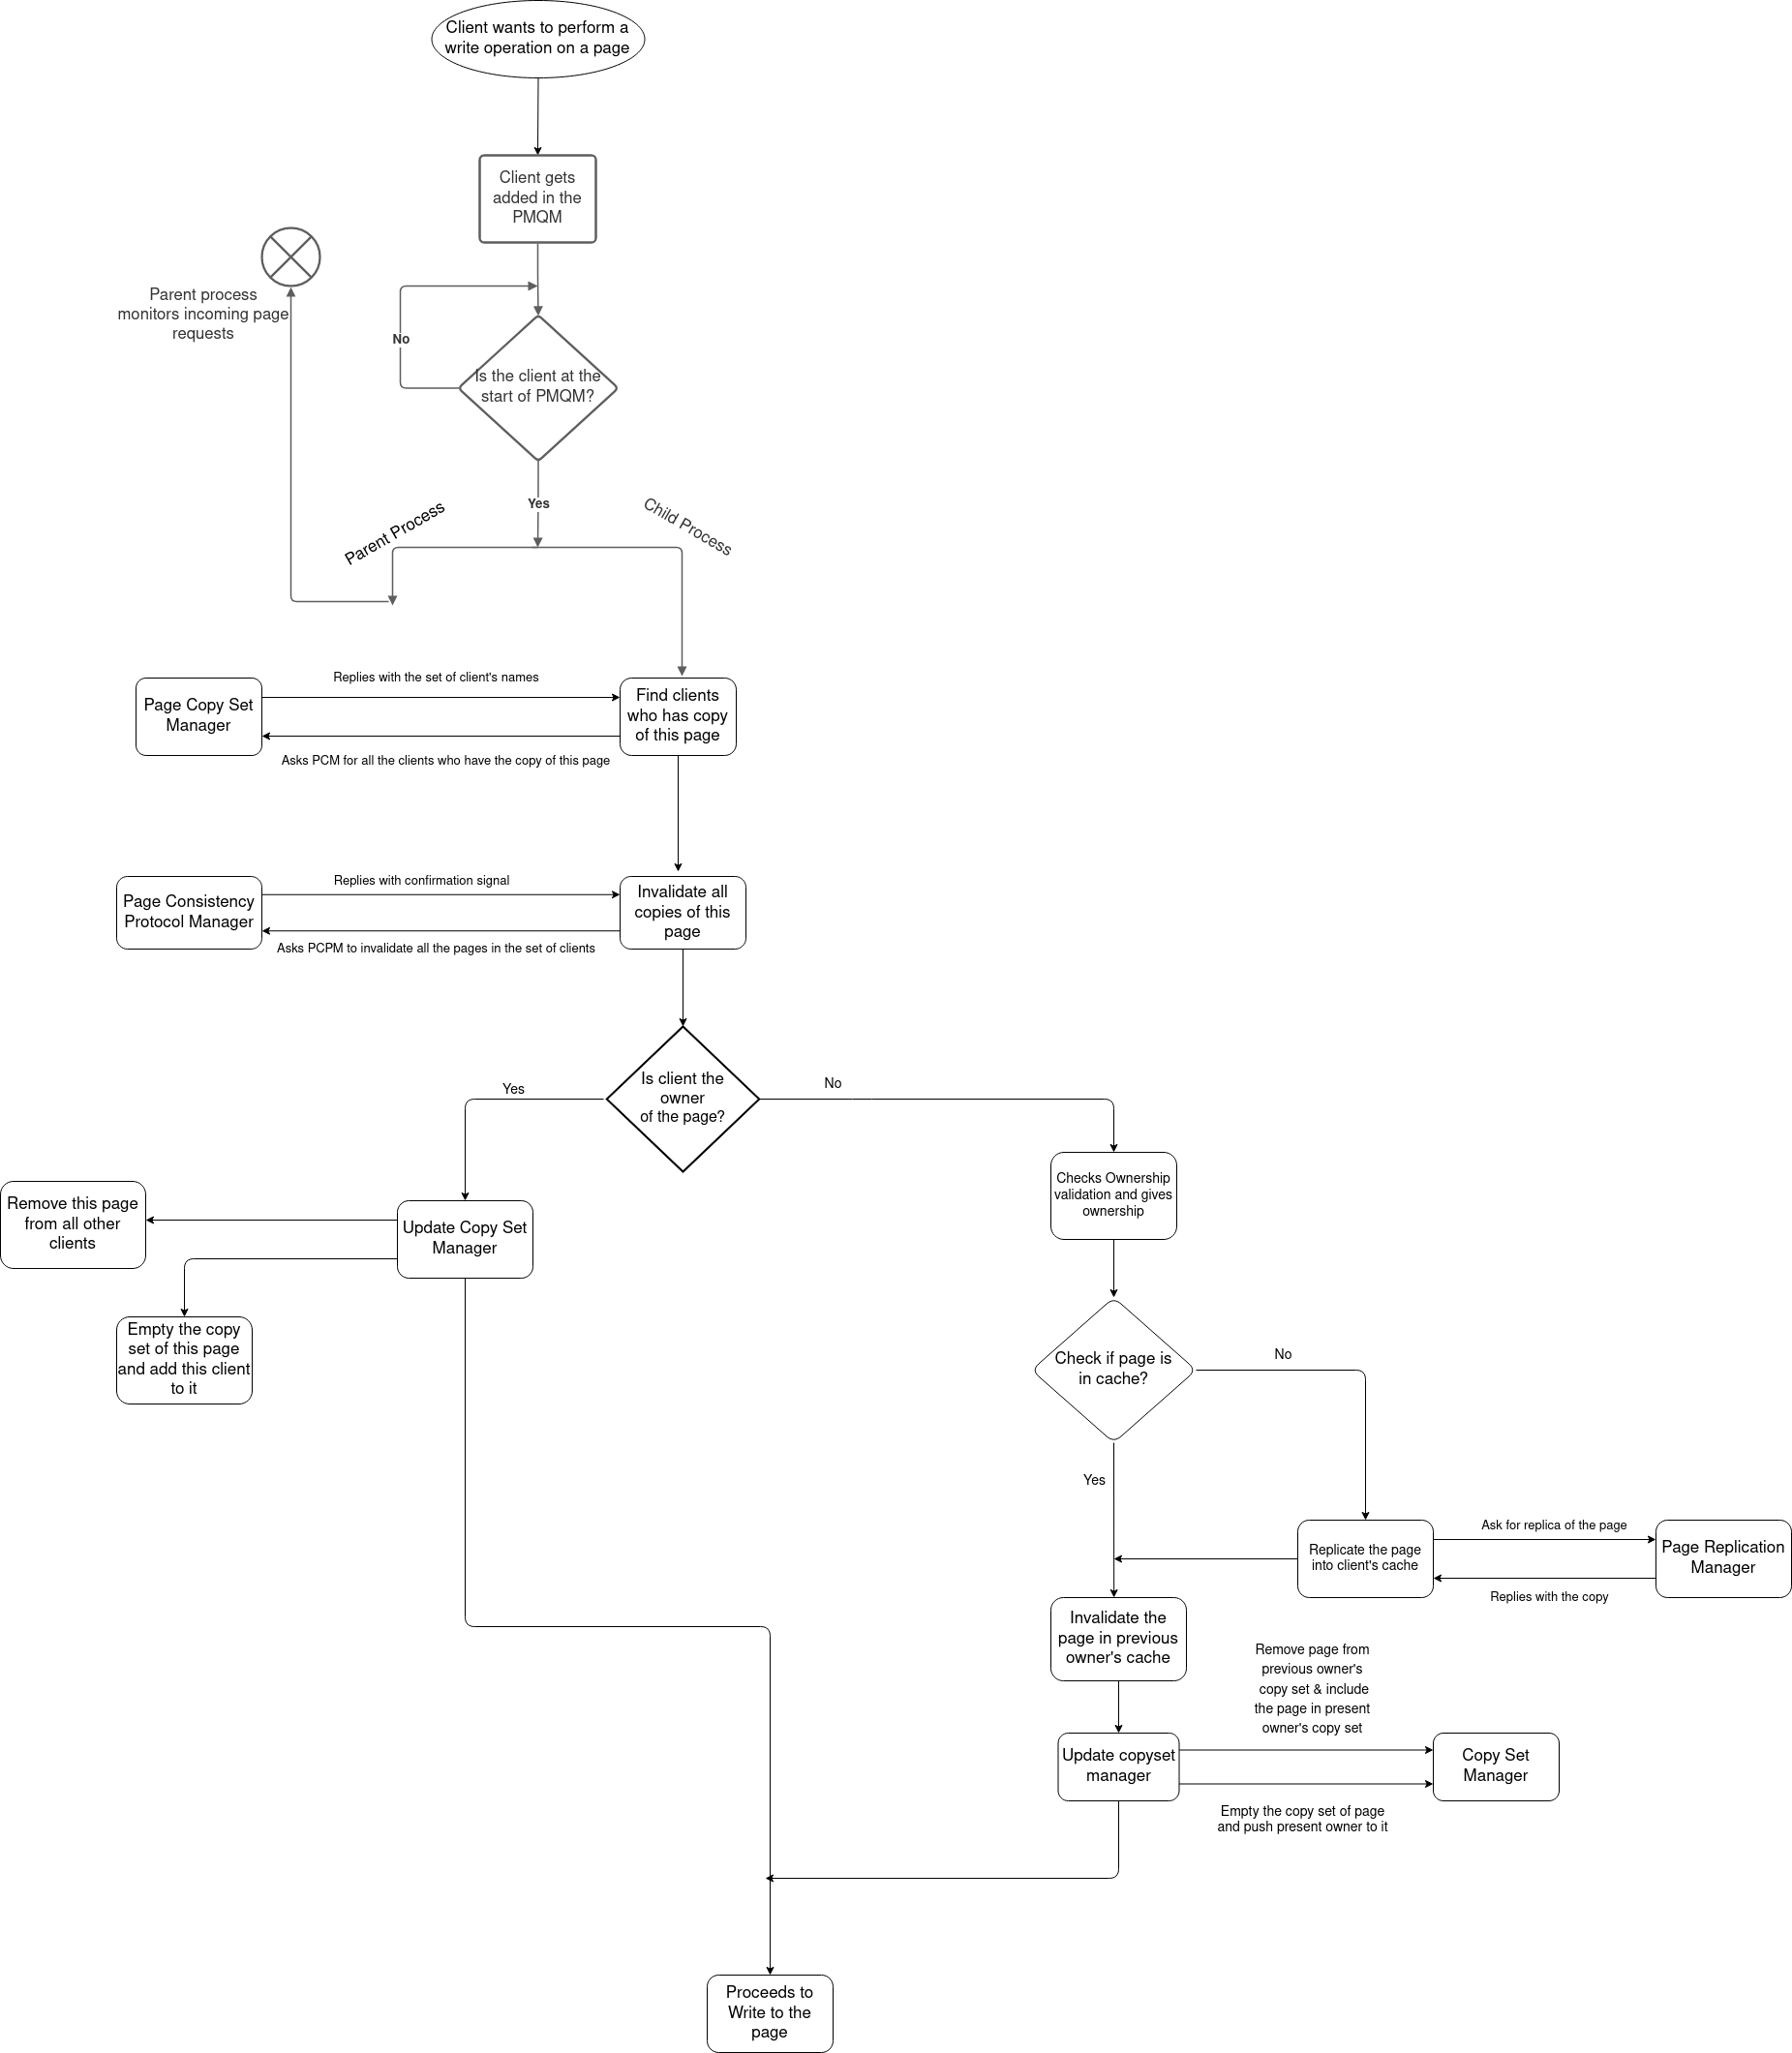 Client wants to perform a
write operation on a page
Client gets
added in the
PMQM
Parent process
monitors incoming page
requests
No
Is the client at the
start of PMQM?
Yes
Parent Process
Child Process
Replies with the set of client's names
Page Copy Set
Manager
Find clients
who has copy
of this page
Asks PCM for all the clients who have the copy of this page
Replies with confirmation signal
Page Consistency
Protocol Manager
Invalidate all
copies of this
page
Asks PCPM to invalidate all the pages in the set of clients
Is client the
owner
of the page?
Yes
No
Checks Ownership
validation and gives
ownership
Remove this page
from all other
clients
Update Copy Set
Manager
Empty the copy
set of this page
and add this client
to it
Check if page is
in cache?
No
Yes
Replicate the page
into client's cache
Ask for replica of the page
Page Replication
Manager
Replies with the copy
Invalidate the
page in previous
owner's cache
Remove page from
previous owner's
copy set & include
the page in present
owner's copy set
Update copyset
manager
Copy Set
Manager
Empty the copy set of page
and push present owner to it
Proceeds to
Write to the
page